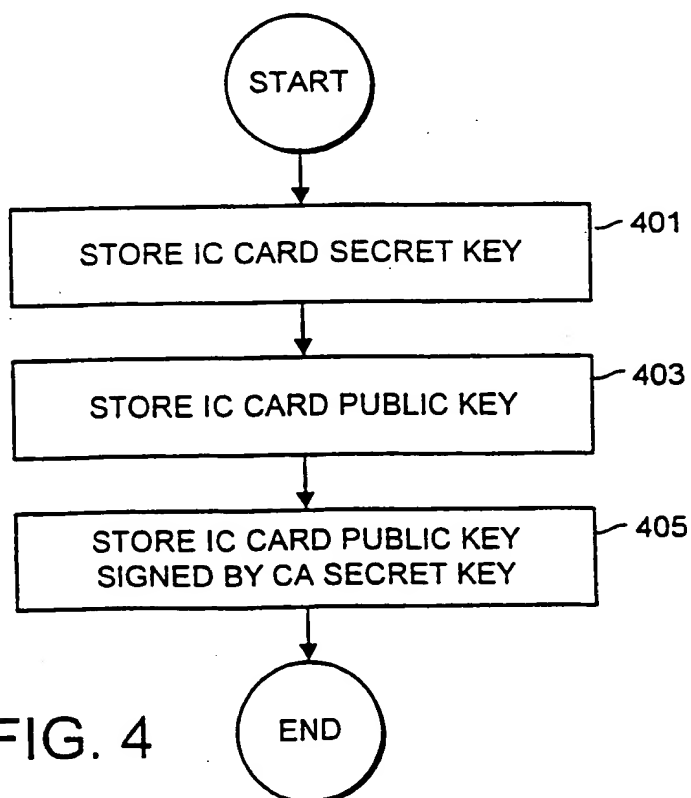 START
STORE IC CARD SECRET KEY
401
STORE IC CARD PUBLIC KEY
403
STORE IC CARD PUBLIC KEY
SIGNED BY CA SECRET KEY
405
END
FIG. 4